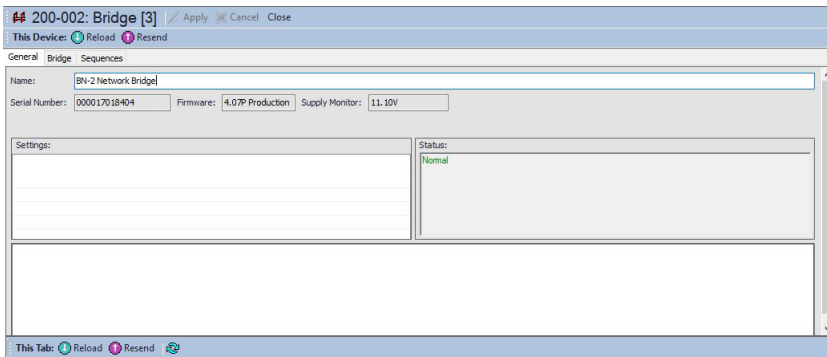 200-002: Bridge [3] Apply Cancel Close
This Device: Reload Resend
General Bridge Sequences
Name: BN-2 Network Bridge
Serial Number: 000017018404 Firmware: 4.07P Production Supply Monitor: 11.10V
Settings: Status:
Normal
This Tab: Reload Resend